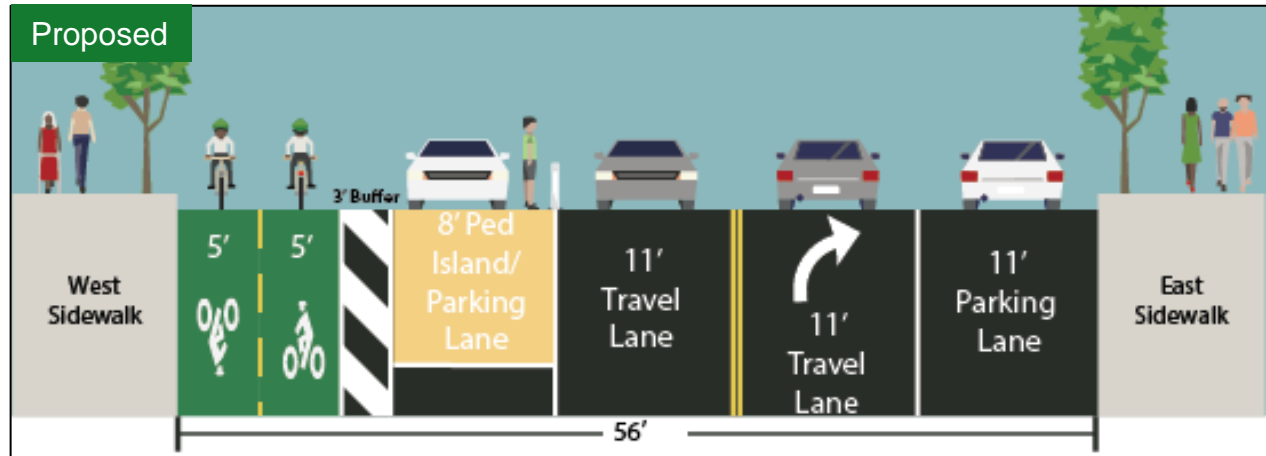 Proposed
West
Sidewalk
5'
5'
3' Buffer
8' Ped
Island/
Parking
Lane
11'
Travel
Lane
11'
Travel
Lane
11'
Parking
Lane
East
Sidewalk
56'